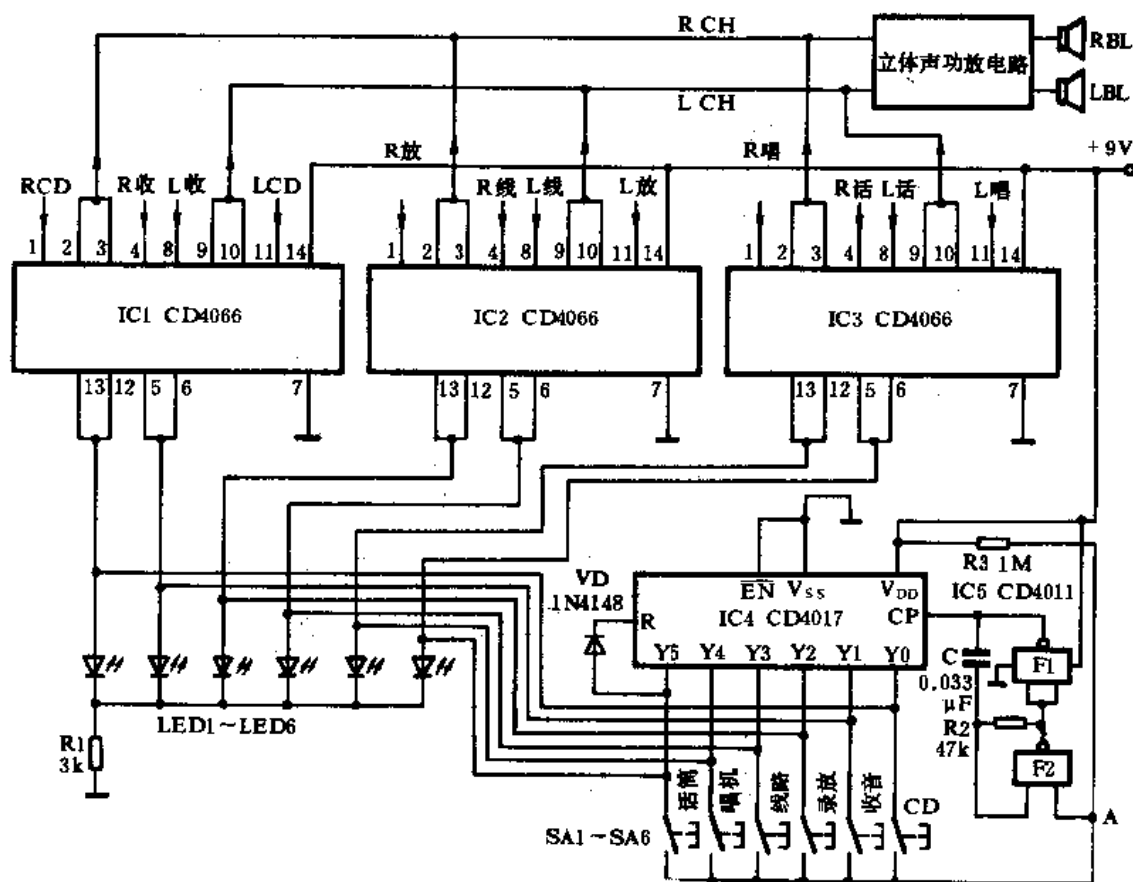 R CH
立体声功放电路
RBL
LBL
L CH
R放
R唱
+9V
RCD
R收
L收
LCD
R线
L线
L放
R话
L话
L唱
1 2 3 4 8 9 10 11 14
1 2 3 4 8 9 10 11 14
1 2 3 4 8 9 10 11 14
IC1 CD4066
IC2 CD4066
IC3 CD4066
13 12 5 6 7
13 12 5 6 7
13 12 5 6 7
R3 1M
VD
1N4148
EN VSS VDD
IC5 CD4011
R
IC4 CD4017
CP
Y5 Y4 Y3 Y2 Y1 Y0
C
0.033
μF
F1
R2
47k
F2
LED1～LED6
R1
3k
话筒
唱机
线路
录放
收音
CD
A
SA1～SA6